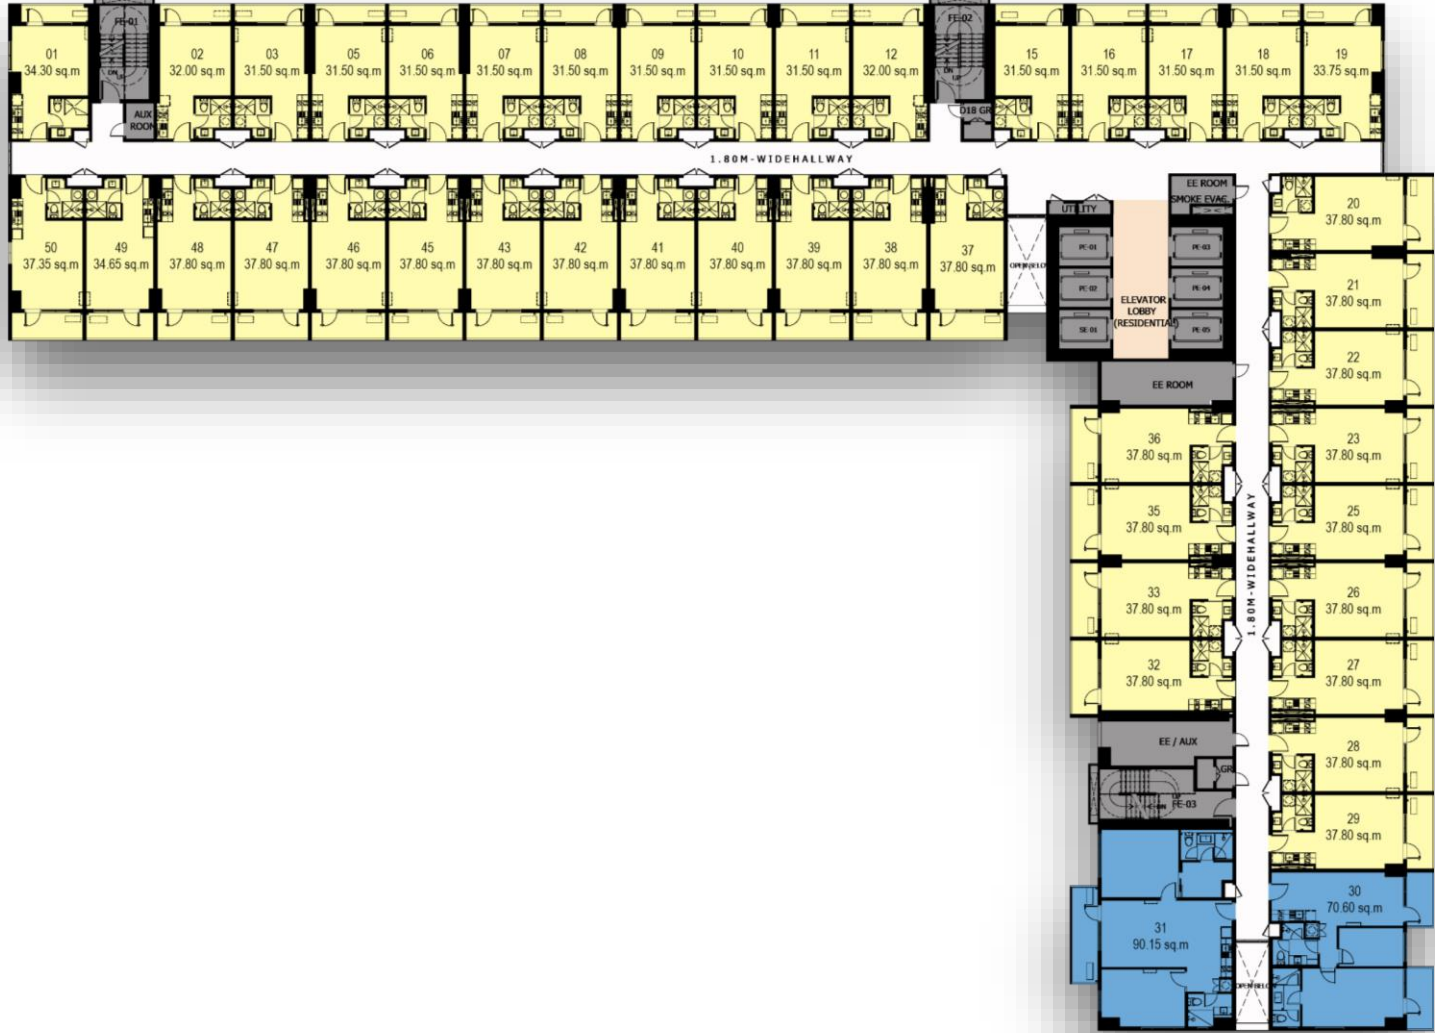 FE-01
FE-02
01
34.30 sq.m
02
32.00 sq.m
03
31.50 sq.m
05
31.50 sq.m
06
31.50 sq.m
07
31.50 sq.m
08
31.50 sq.m
09
31.50 sq.m
10
31.50 sq.m
11
31.50 sq.m
12
32.00 sq.m
15
31.50 sq.m
16
31.50 sq.m
17
31.50 sq.m
18
31.50 sq.m
19
33.75 sq.m
DN
UP
DN
UP
AUX
ROOM
1.80M-WIDEHALLWAY
50
37.35 sq.m
49
34.65 sq.m
48
37.80 sq.m
47
37.80 sq.m
46
37.80 sq.m
45
37.80 sq.m
43
37.80 sq.m
42
37.80 sq.m
41
37.80 sq.m
40
37.80 sq.m
39
37.80 sq.m
38
37.80 sq.m
37
37.80 sq.m
UTILITY
EE ROOM
SMOKE EVAC.
PE-01
PE-02
SE-01
PE-03
PE-04
PE-05
ELEVATOR
LOBBY
(RESIDENTIAL)
EE ROOM
20
37.80 sq.m
21
37.80 sq.m
22
37.80 sq.m
36
37.80 sq.m
23
37.80 sq.m
35
37.80 sq.m
25
37.80 sq.m
1.80M-WIDEHALLWAY
33
37.80 sq.m
26
37.80 sq.m
32
37.80 sq.m
27
37.80 sq.m
EE / AUX
GR
UP
DN
FE-03
28
37.80 sq.m
29
37.80 sq.m
31
90.15 sq.m
30
70.60 sq.m